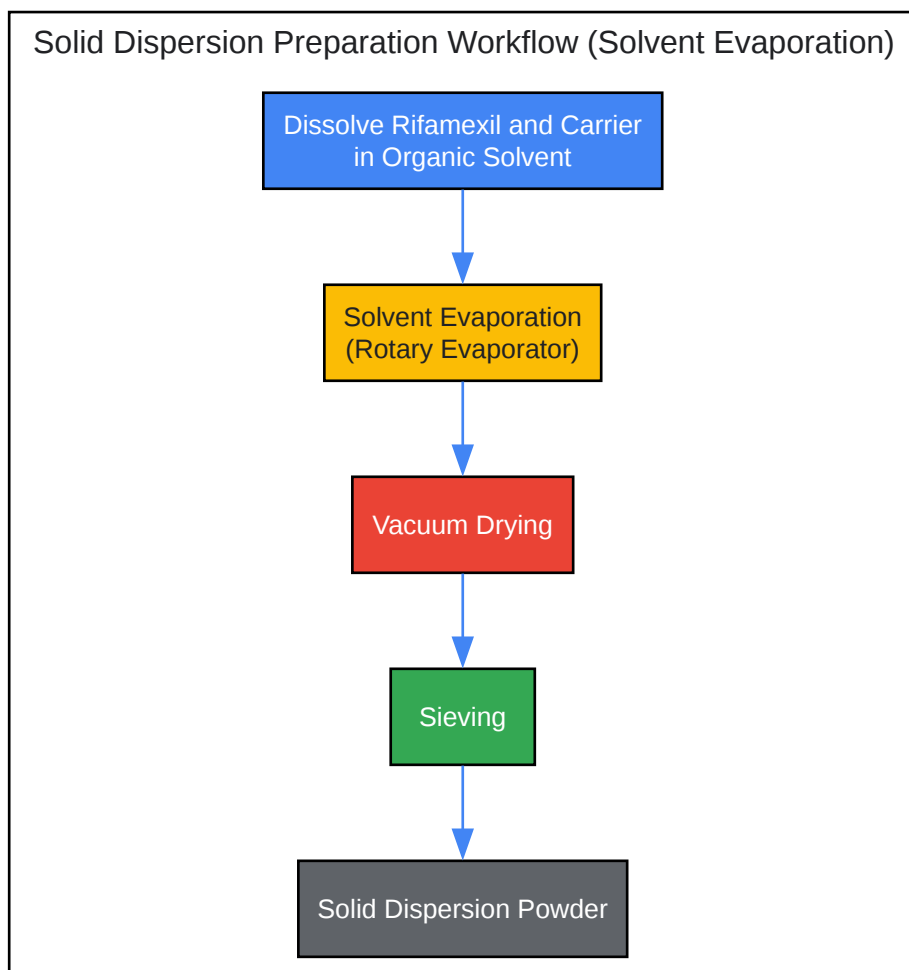 Solid Dispersion Preparation Workflow (Solvent Evaporation)
Dissolve Rifamexil and Carrier
in Organic Solvent
Solvent Evaporation
(Rotary Evaporator)
Vacuum Drying
Sieving
Solid Dispersion Powder